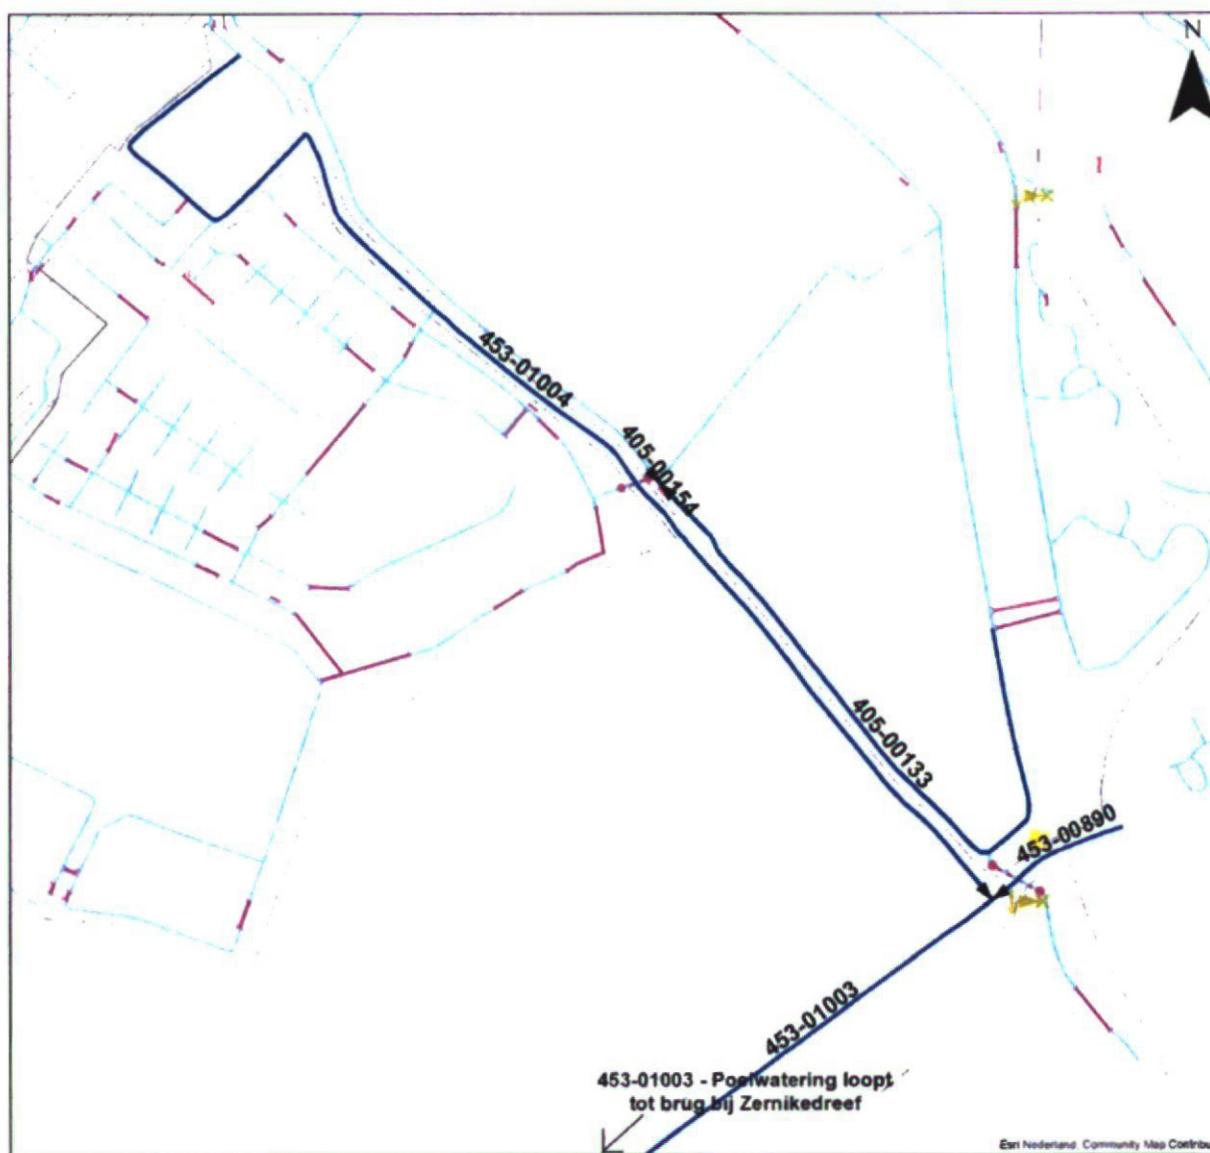 N
453-01004
405-00154
405-00133
453-00890
453-01003
453-01003 - Poelwatering loopt
tot brug bij Zernikedreef
Esri Nederland, Community Map Contribu